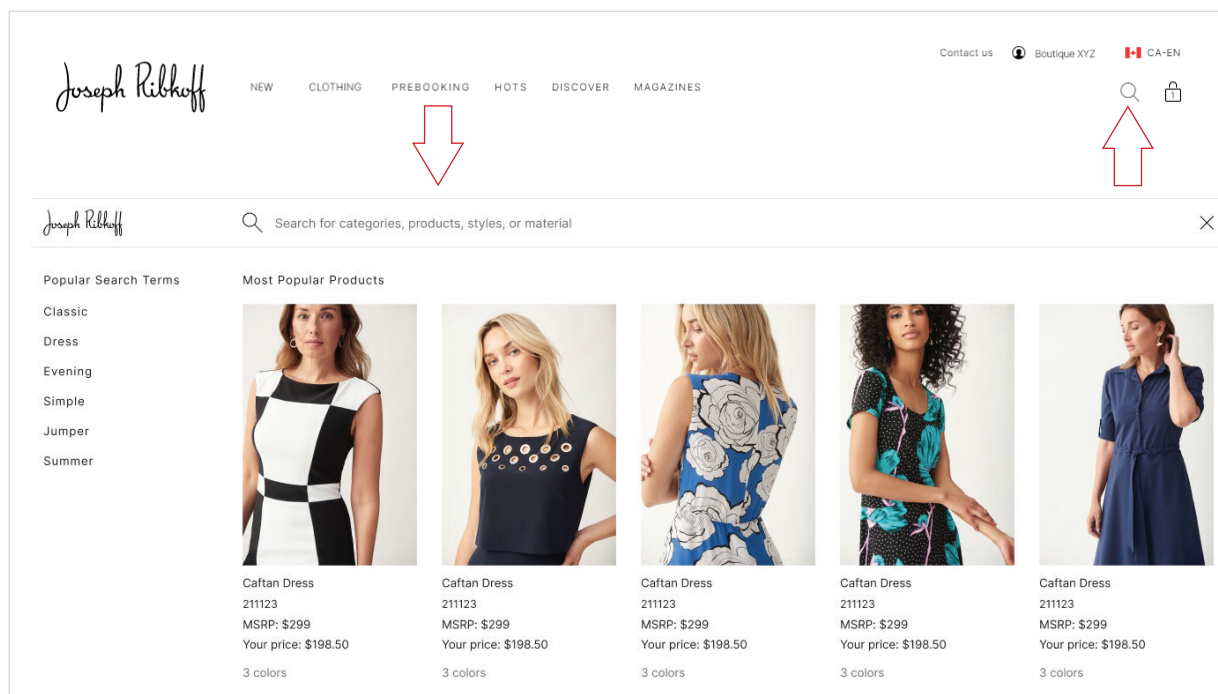 Contact us Boutique XYZ CA-EN
Joseph Ribkoff
NEW CLOTHING PREBOOKING HOTS DISCOVER MAGAZINES
1
Joseph Ribkoff
Search for categories, products, styles, or material
Popular Search Terms
Classic
Dress
Evening
Simple
Jumper
Summer
Most Popular Products
Caftan Dress
211123
MSRP: $299
Your price: $198.50
3 colors
Caftan Dress
211123
MSRP: $299
Your price: $198.50
3 colors
Caftan Dress
211123
MSRP: $299
Your price: $198.50
3 colors
Caftan Dress
211123
MSRP: $299
Your price: $198.50
3 colors
Caftan Dress
211123
MSRP: $299
Your price: $198.50
3 colors